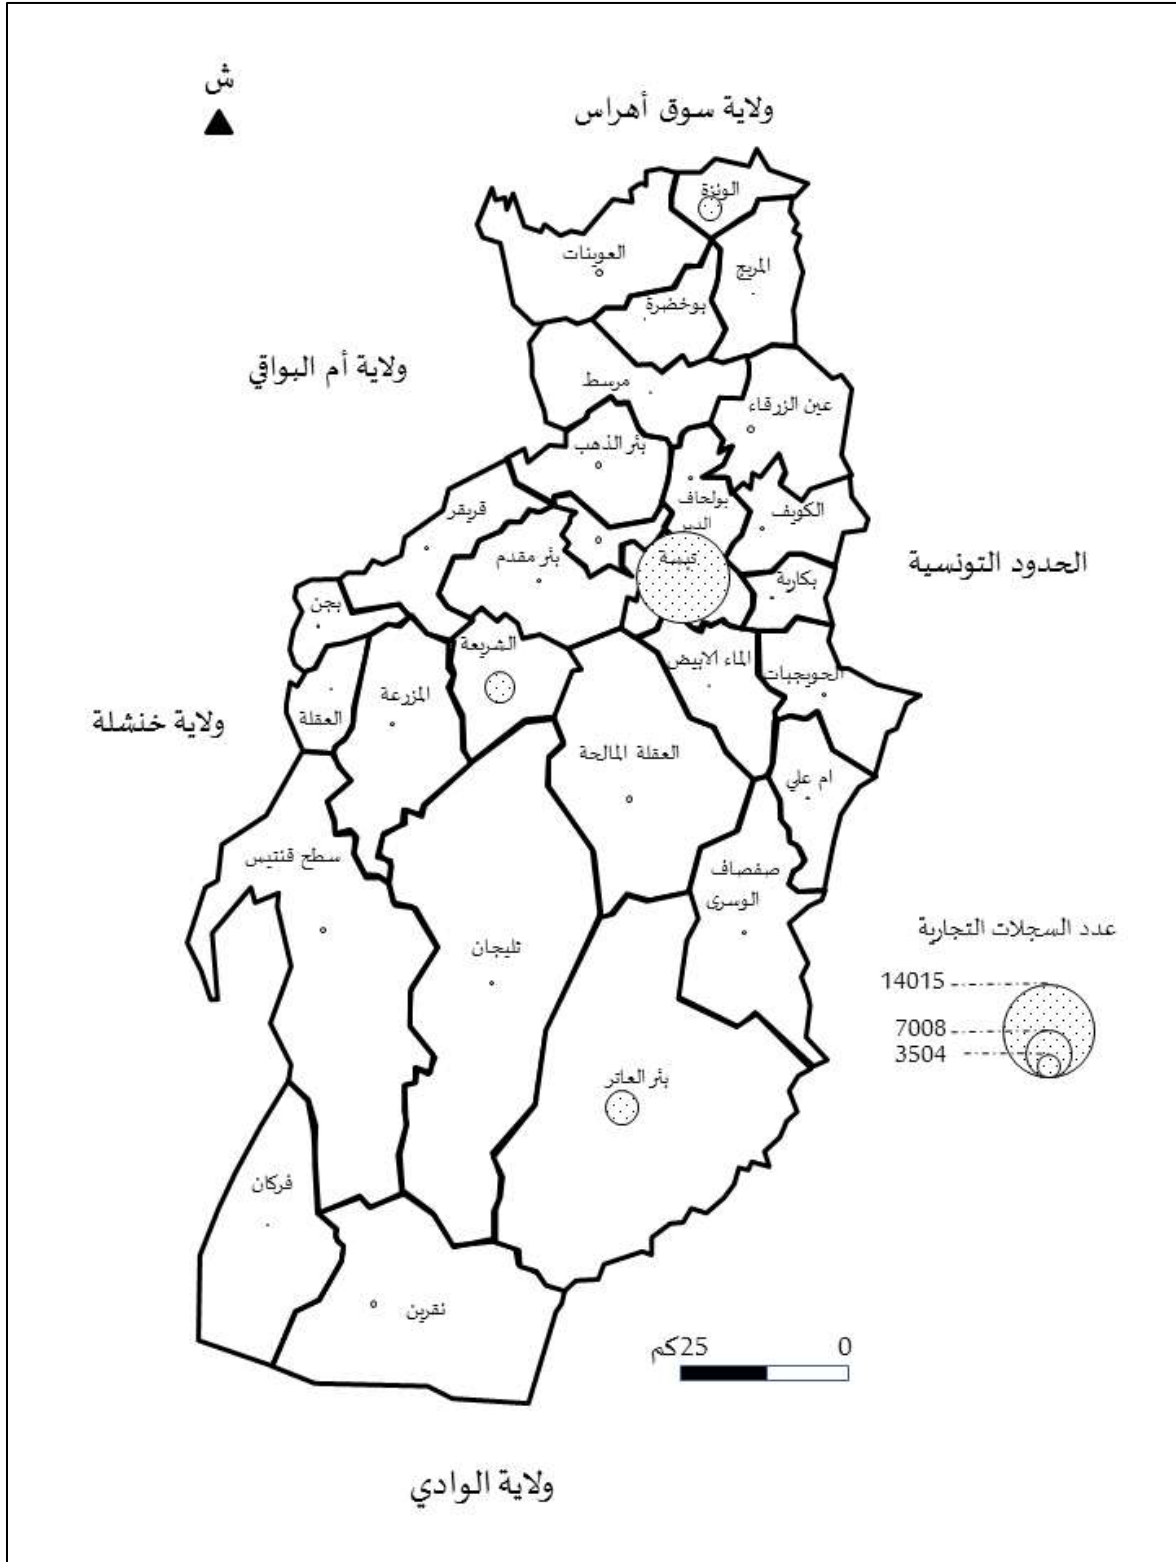 ش
ولاية سوق أهراس
الونزة
العوينات
المريج
بوخضرة
ولاية أم البواقي
مرسط
عين الزرقاء
بئر الذهب
قريقر
بولحاف
الدير
الكويف
بئر مقدم
تبسة
الحدود التونسية
بكارية
بجن
الشريعة
الماء الابيض
الحويجبات
المزرعة
العقلة
ولاية خنشلة
العقلة المالحة
ام علي
سطح قنتيس
صفصاف
الوسرى
ثليجان
عدد السجلات التجارية
14015
7008
3504
بئر العاتر
فركان
نقرين
25كم
0
ولاية الوادي